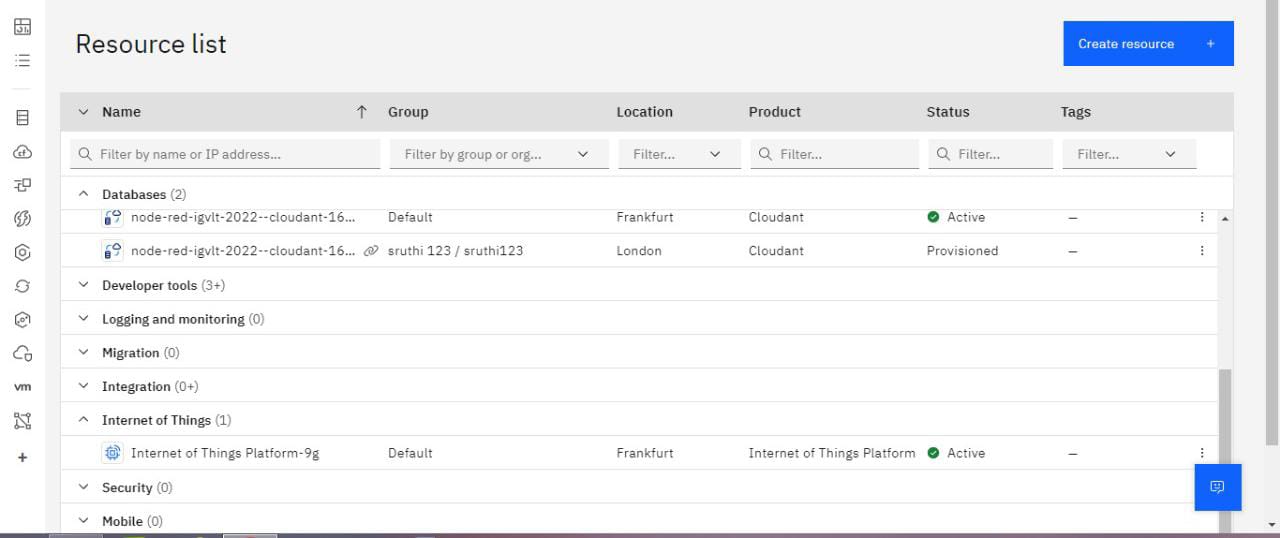 Resource list
Create resource +
Name Group Location Product Status Tags
Filter by name or IP address... Filter by group or org... Filter... Filter... Filter... Filter...
Databases (2)
node-red-igvlt-2022--cloudant-16... Default Frankfurt Cloudant Active –
node-red-igvlt-2022--cloudant-16... sruthi 123 / sruthi123 London Cloudant Provisioned –
Developer tools (3+)
Logging and monitoring (0)
Migration (0)
Integration (0+)
Internet of Things (1)
Internet of Things Platform-9g Default Frankfurt Internet of Things Platform Active –
Security (0)
Mobile (0)
vm
+